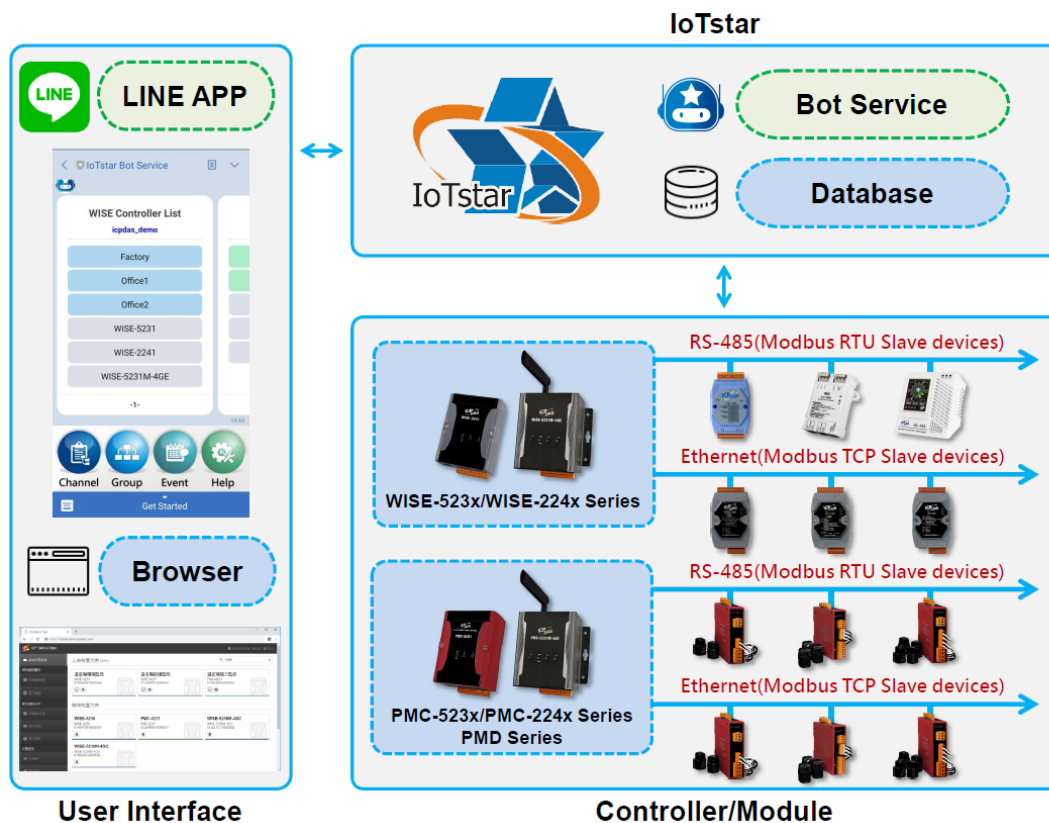 IoTstar
LINE
LINE APP
IoTstar Bot Service
WISE Controller List
icpdas_demo
Factory
Office1
Office2
WISE-5231
WISE-2241
WISE-5231M-4GE
-1-
14:52
Channel
Group
Event
Help
Get Started
Browser
User Interface
IoTstar
Bot Service
Database
WISE-523x/WISE-224x Series
RS-485(Modbus RTU Slave devices)
Ethernet(Modbus TCP Slave devices)
PMC-523x/PMC-224x Series
PMD Series
RS-485(Modbus RTU Slave devices)
Ethernet(Modbus TCP Slave devices)
Controller/Module